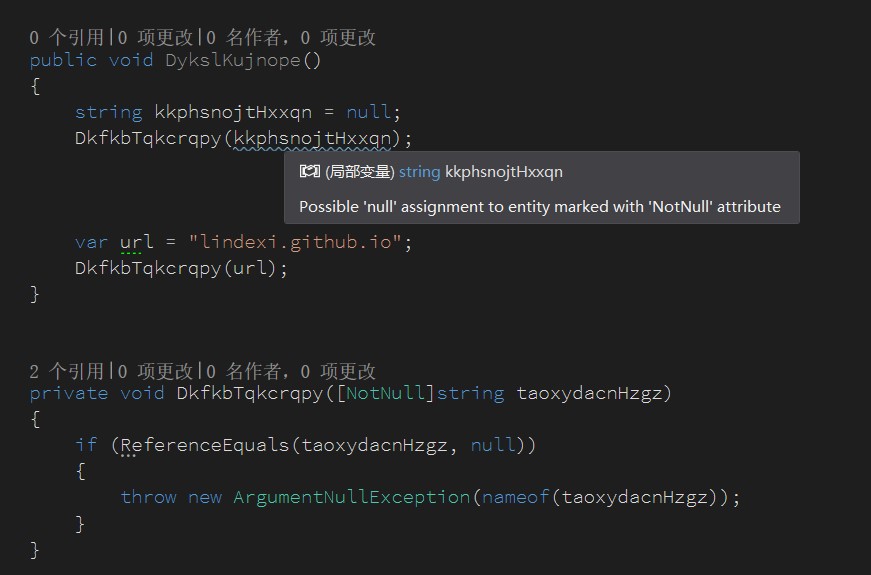 0 个引用|0 项更改|0 名作者，0 项更改
public void DykslKujnope()
{
string kkphsnojtHxxqn = null;
DkfkbTqkcrqpy(kkphsnojtHxxqn);
(局部变量) string kkphsnojtHxxqn
Possible 'null' assignment to entity marked with 'NotNull' attribute
var url = "lindexi.github.io";
DkfkbTqkcrqpy(url);
}
2 个引用|0 项更改|0 名作者，0 项更改
private void DkfkbTqkcrqpy([NotNull]string taoxydacnHzgz)
{
if (ReferenceEquals(taoxydacnHzgz, null))
{
throw new ArgumentNullException(nameof(taoxydacnHzgz));
}
}